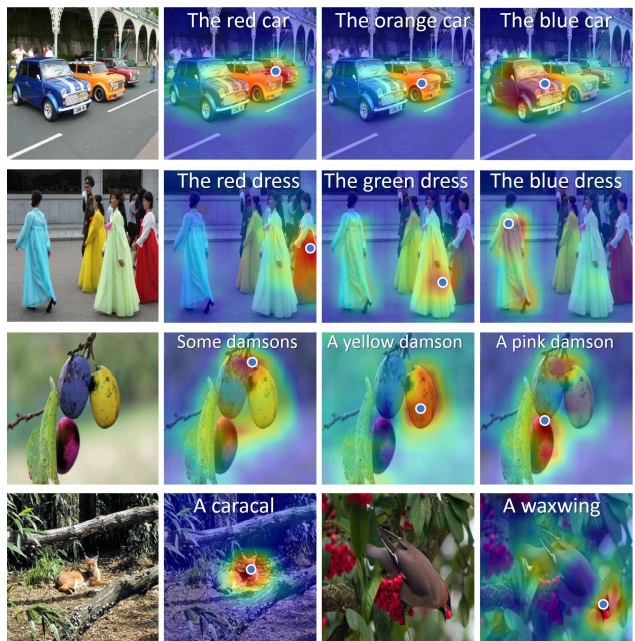 The red car
The orange car
The blue car
The red dress
The green dress
The blue dress
Some damsons
A yellow damson
A pink damson
A caracal
A waxwing